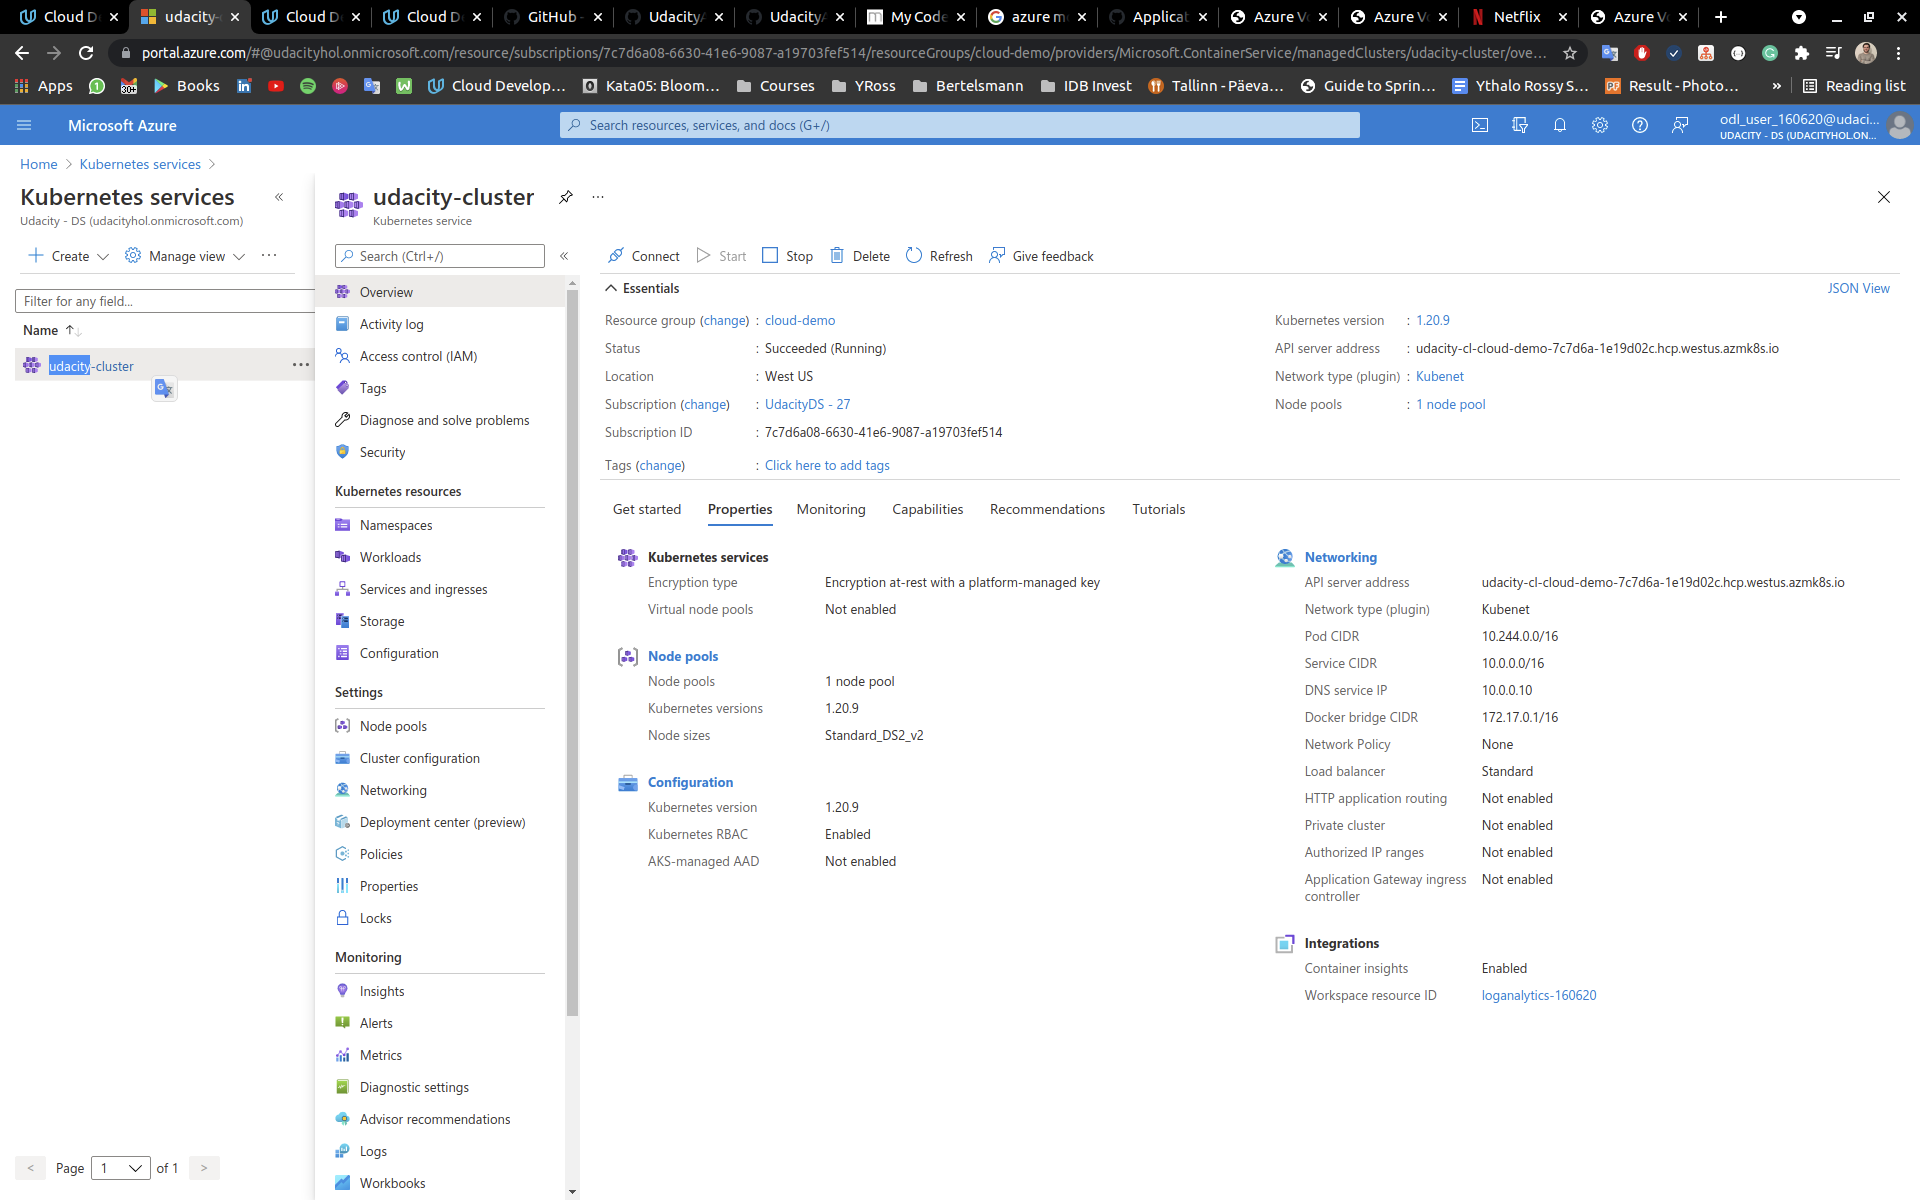 Cloud D
udacity-
Cloud D
Cloud D
GitHub -
Udacity
Udacity
My Code
azure m
Applicat
Azure V
Azure V
Netflix
Azure V
portal.azure.com/#@udacityhol.onmicrosoft.com/resource/subscriptions/7c7d6a08-6630-41e6-9087-a19703fef514/resourceGroups/cloud-demo/providers/Microsoft.ContainerService/managedClusters/udacity-cluster/ove...
Apps
30+
Books
Cloud Develop...
Kata05: Bloom...
Courses
YRoss
Bertelsmann
IDB Invest
Tallinn - Päeva...
Guide to Sprin...
Ythalo Rossy S...
Result - Photo...
»
Reading list
Microsoft Azure
Search resources, services, and docs (G+/)
odl_user_160620@udaci...
UDACITY - DS (UDACITYHOL.ON...
Home > Kubernetes services >
Kubernetes services «
Udacity - DS (udacityhol.onmicrosoft.com)
Create
Manage view
...
Filter for any field...
Name ↑↓
udacity-cluster ...
< Page 1 of 1 >
udacity-cluster ...
Kubernetes service
Search (Ctrl+/) «
Overview
Activity log
Access control (IAM)
Tags
Diagnose and solve problems
Security
Kubernetes resources
Namespaces
Workloads
Services and ingresses
Storage
Configuration
Settings
Node pools
Cluster configuration
Networking
Deployment center (preview)
Policies
Properties
Locks
Monitoring
Insights
Alerts
Metrics
Diagnostic settings
Advisor recommendations
Logs
Workbooks
Connect
Start
Stop
Delete
Refresh
Give feedback
Essentials
JSON View
Resource group (change) : cloud-demo
Status : Succeeded (Running)
Location : West US
Subscription (change) : UdacityDS - 27
Subscription ID : 7c7d6a08-6630-41e6-9087-a19703fef514
Tags (change) : Click here to add tags
Kubernetes version : 1.20.9
API server address : udacity-cl-cloud-demo-7c7d6a-1e19d02c.hcp.westus.azmk8s.io
Network type (plugin) : Kubenet
Node pools : 1 node pool
Get started
Properties
Monitoring
Capabilities
Recommendations
Tutorials
Kubernetes services
Encryption type Encryption at-rest with a platform-managed key
Virtual node pools Not enabled
Node pools
Node pools 1 node pool
Kubernetes versions 1.20.9
Node sizes Standard_DS2_v2
Configuration
Kubernetes version 1.20.9
Kubernetes RBAC Enabled
AKS-managed AAD Not enabled
Networking
API server address udacity-cl-cloud-demo-7c7d6a-1e19d02c.hcp.westus.azmk8s.io
Network type (plugin) Kubenet
Pod CIDR 10.244.0.0/16
Service CIDR 10.0.0.0/16
DNS service IP 10.0.0.10
Docker bridge CIDR 172.17.0.1/16
Network Policy None
Load balancer Standard
HTTP application routing Not enabled
Private cluster Not enabled
Authorized IP ranges Not enabled
Application Gateway ingress Not enabled
controller
Integrations
Container insights Enabled
Workspace resource ID loganalytics-160620